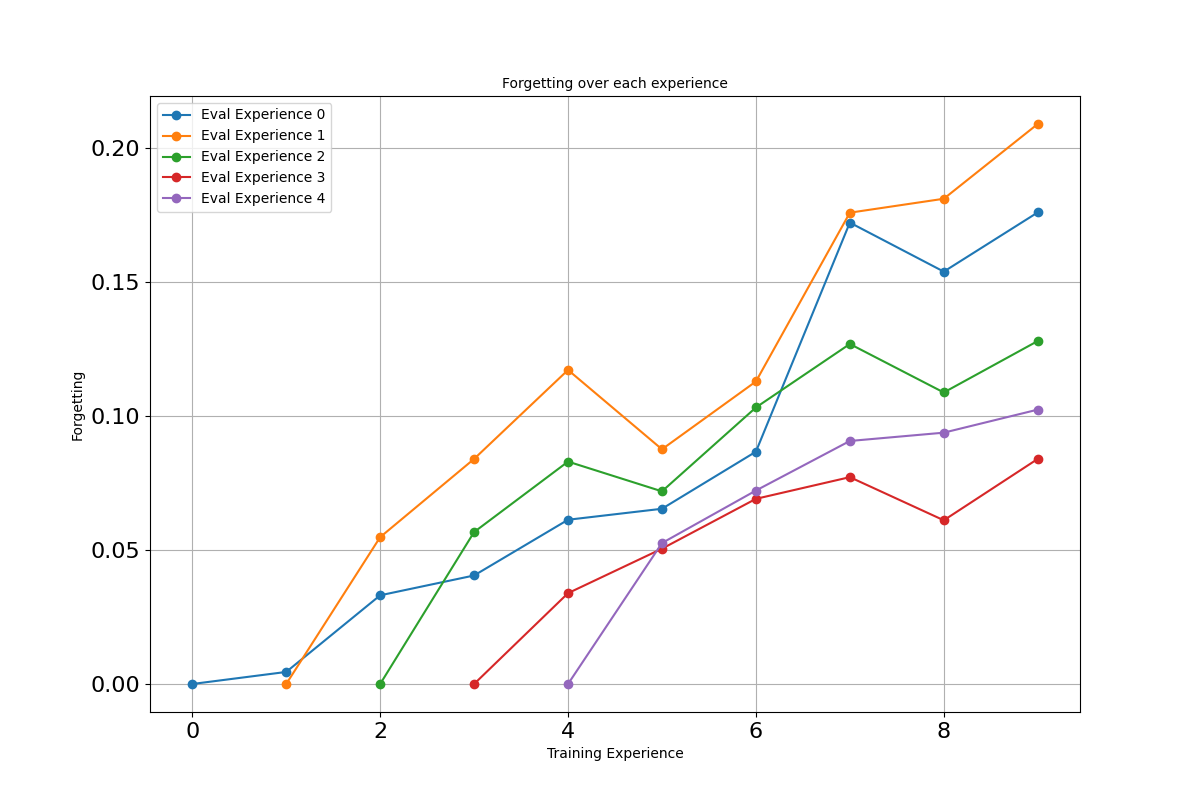 Forgetting over each experience
Eval Experience 0
Eval Experience 1
Eval Experience 2
Eval Experience 3
Eval Experience 4
0.20
0.15
0.10
0.05
0.00
Forgetting
0 2 4 6 8
Training Experience